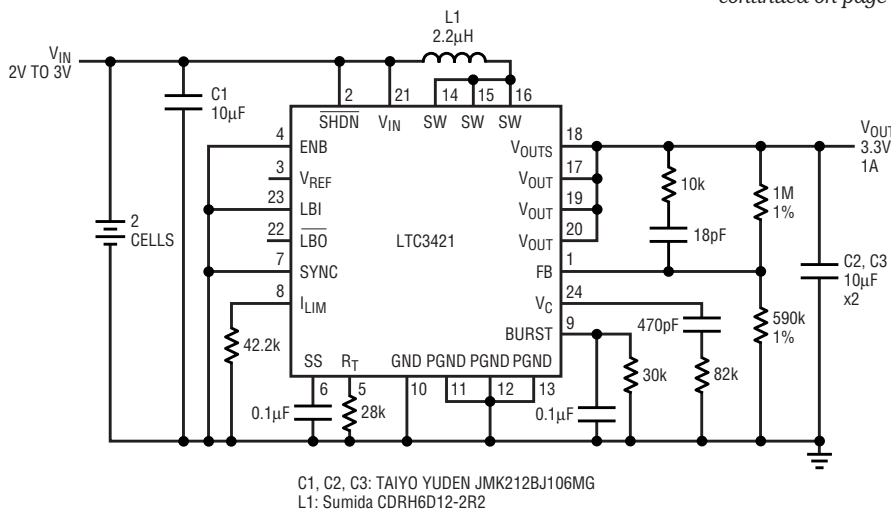 continued on page
L1
2.2µH
VIN
2V TO 3V
C1
10µF
2
21
14
15
16
SHDN
VIN
SW
SW
SW
4
ENB
3
VREF
23
LBI
22
LBO
7
SYNC
8
ILIM
LTC3421
VOUTS
18
VOUT
17
VOUT
19
VOUT
20
FB
1
VC
24
BURST
9
SS
RT
GND
PGND
PGND
PGND
6
5
10
11
12
13
2
CELLS
42.2k
0.1µF
28k
0.1µF
30k
470pF
82k
10k
18pF
1M
1%
590k
1%
C2, C3
10µF
x2
VOUT
3.3V
1A
C1, C2, C3: TAIYO YUDEN JMK212BJ106MG
L1: Sumida CDRH6D12-2R2